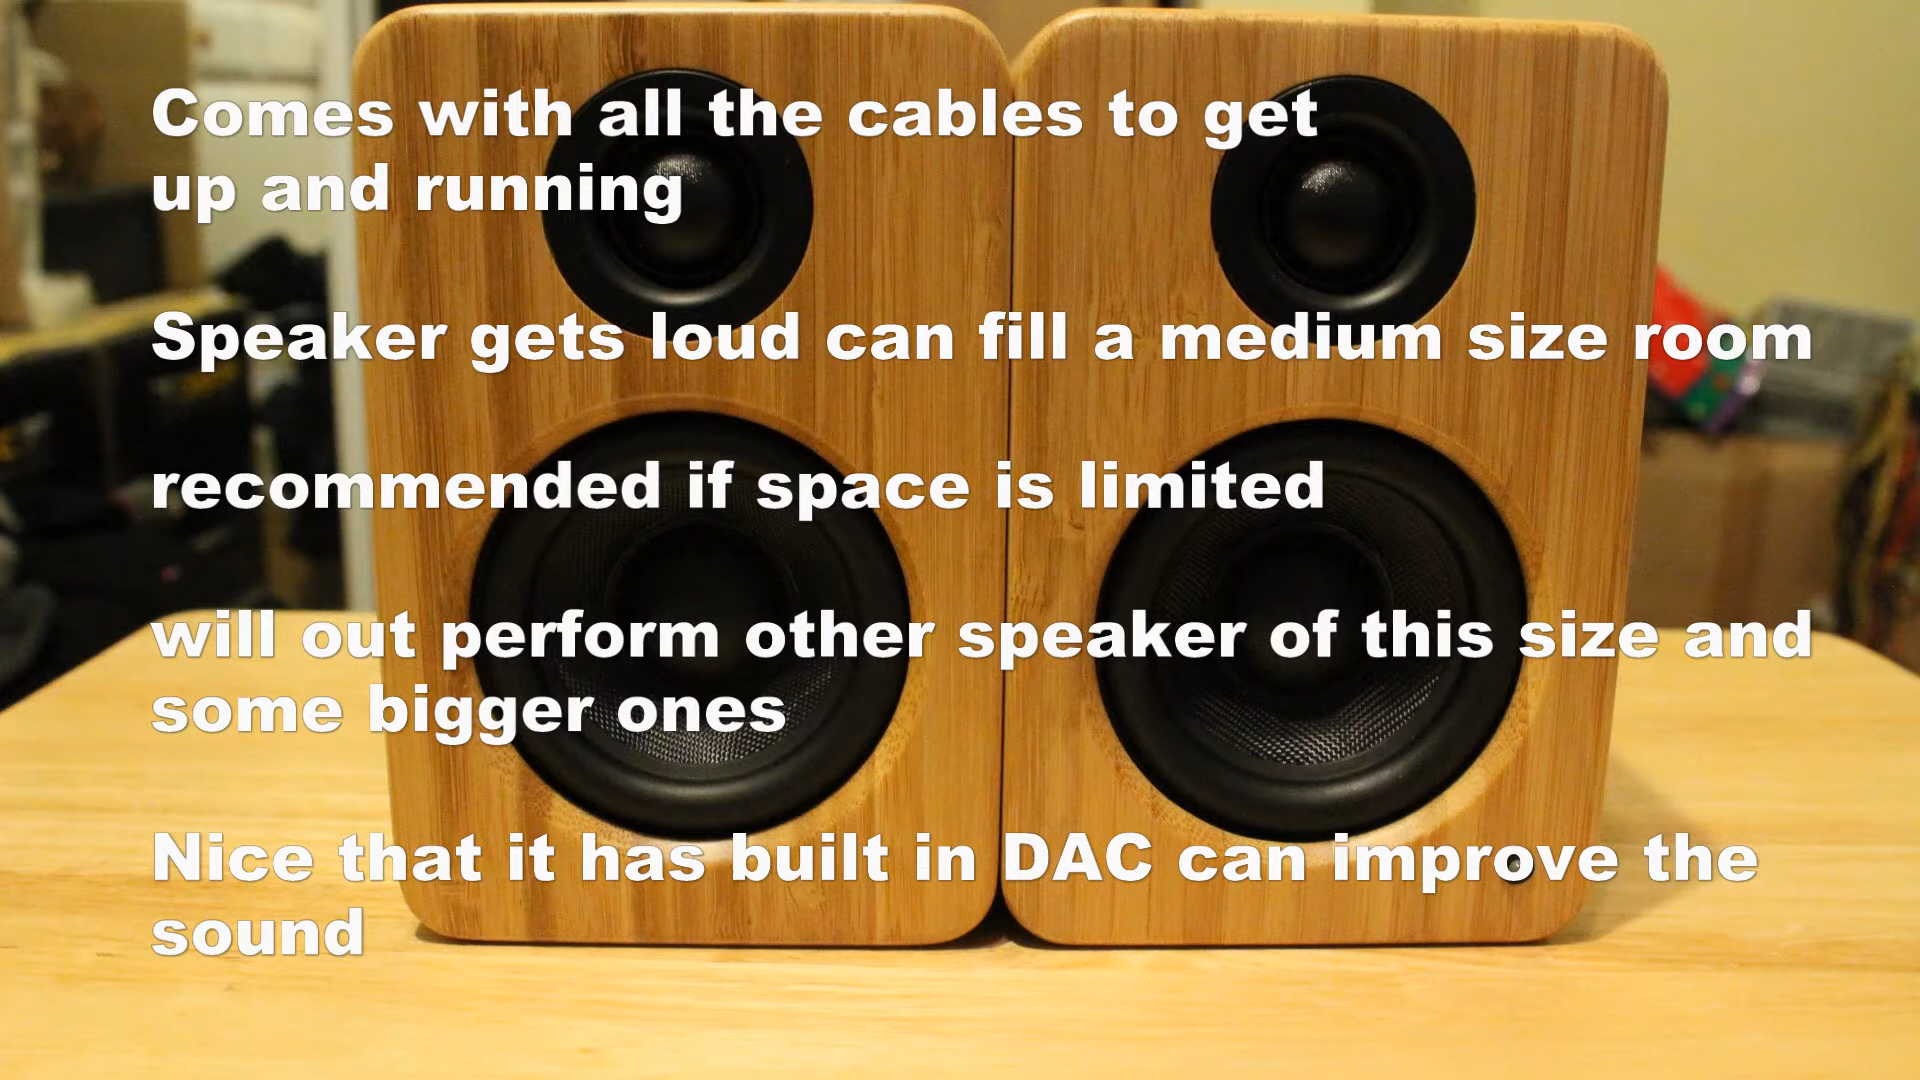 Comes with all the cables to get
up and running
Speaker gets loud can fill a medium size room
recommended if space is limited
will out perform other speaker of this size and
some bigger ones
Nice that it has built in DAC can improve the
sound